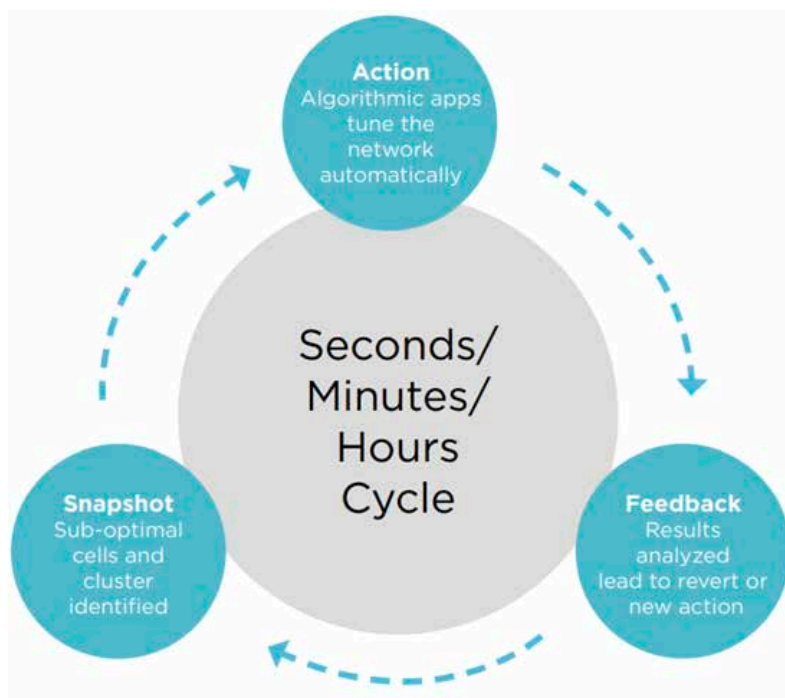 Action
Algorithmic apps
tune the
network
automatically
Seconds/
Minutes/
Hours
Cycle
Snapshot
Sub-optimal
cells and
cluster
identified
Feedback
Results
analyzed
lead to revert or
new action